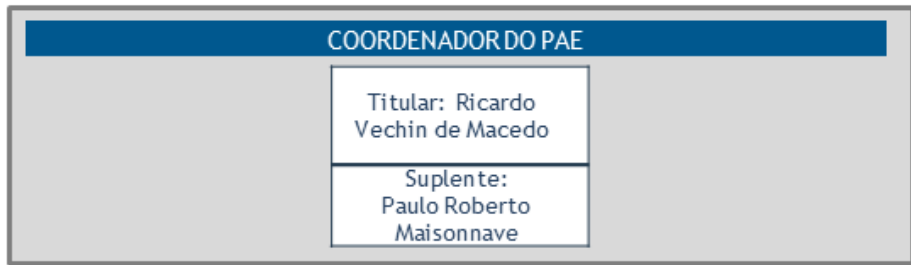 COORDENADOR DO PAE
Titular: Ricardo
Vechin de Macedo
Suplente:
Paulo Roberto
Maisonnave